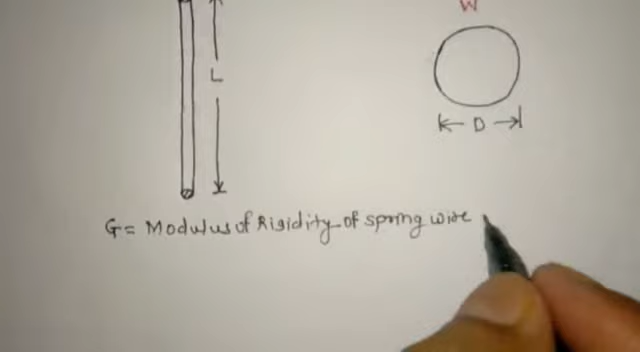 W
L
D
G = Modulus of Rigidity of spring wire